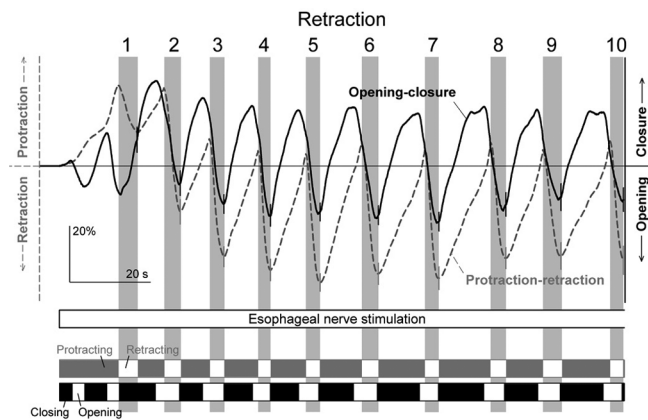 Retraction
1 2 3 4 5 6 7 8 9 10
Protraction
Retraction
Opening-closure
Closure
Opening
20%
20 s
Protraction-retraction
Esophageal nerve stimulation
Protracting Retracting
Closing Opening